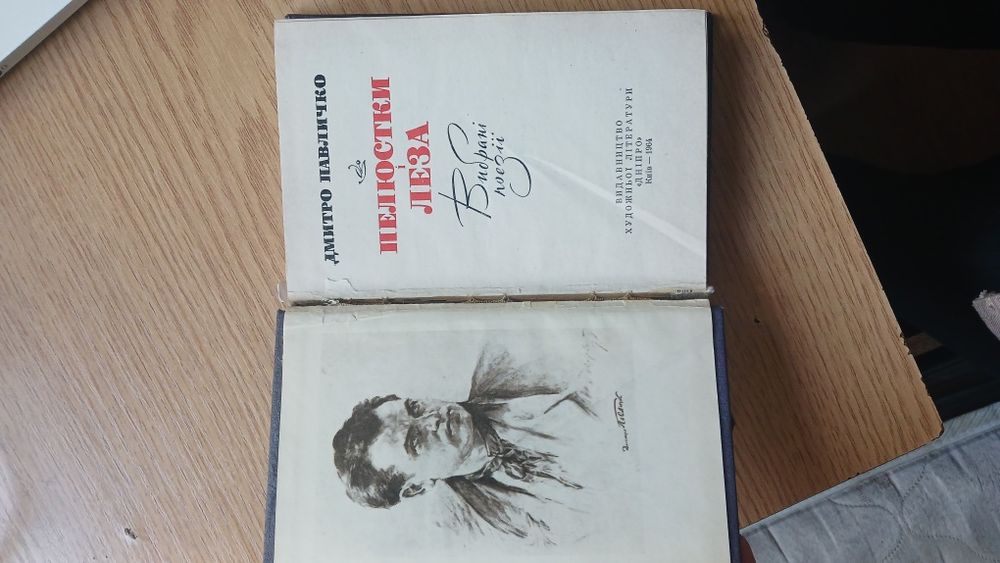 ДМИТРО ПАВЛИЧКО
ПЕЛЮСТКИ
І
ЛЕЗА
Вибрані
поезії
ВИДАВНИЦТВО
ХУДОЖНЬОЇ ЛІТЕРАТУРИ
«ДНІПРО»
Київ — 1964